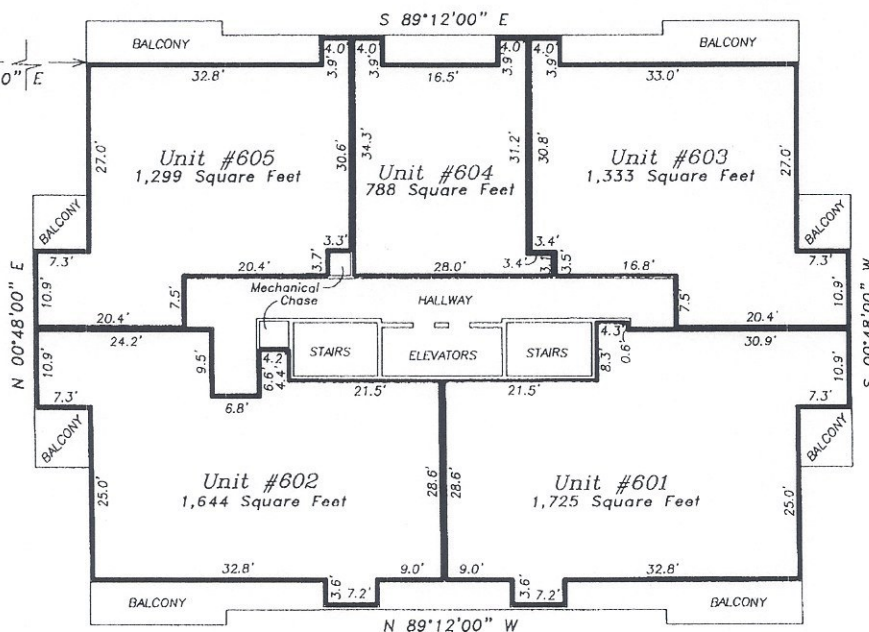 S 89°12'00" E
BALCONY
BALCONY
0" E
4.0'
3.9'
4.0'
3.9'
4.0'
3.9'
4.0'
3.9'
32.8'
16.5'
33.0'
27.0'
30.6'
34.3'
31.2'
30.8'
27.0'
Unit #605
1,299 Square Feet
Unit #604
788 Square Feet
Unit #603
1,333 Square Feet
BALCONY
BALCONY
7.3'
3.3'
3.7'
3.4'
3.4'
3.1'
3.5'
7.3'
N 00°48'00" E
S 00°48'00" W
10.9'
20.4'
28.0'
16.8'
10.9'
7.5'
Mechanical
Chase
HALLWAY
7.5'
20.4'
20.4'
24.2'
30.9'
10.9'
9.5'
STAIRS
ELEVATORS
STAIRS
4.3'
0.6'
8.3'
10.9'
4.2'
6.6'
4.4'
6.8'
21.5'
21.5'
7.3'
7.3'
BALCONY
BALCONY
Unit #602
1,644 Square Feet
Unit #601
1,725 Square Feet
25.0'
28.6'
28.6'
25.0'
32.8'
9.0'
9.0'
32.8'
3.6'
7.2'
3.6'
7.2'
BALCONY
BALCONY
N 89°12'00" W